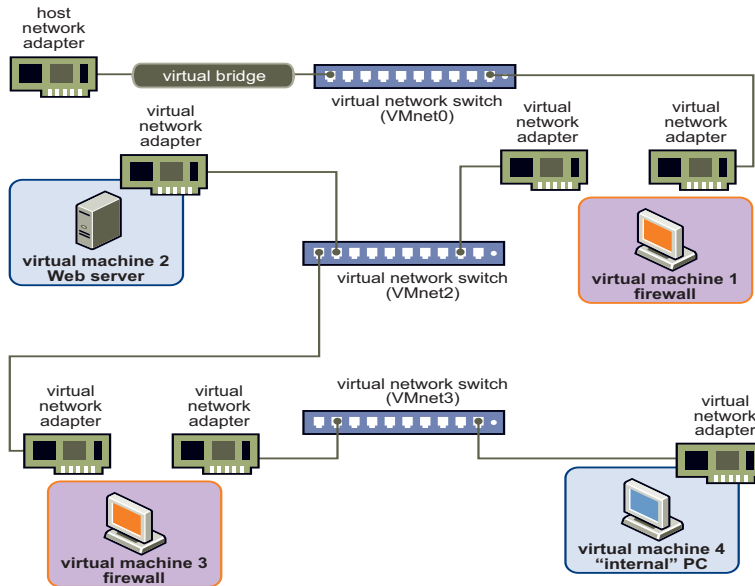 host
network
adapter
virtual bridge
virtual network switch
(VMnet0)
virtual
network
adapter
virtual
network
adapter
virtual
network
adapter
virtual machine 2
Web server
virtual network switch
(VMnet2)
virtual machine 1
firewall
virtual
network
adapter
virtual
network
adapter
virtual network switch
(VMnet3)
virtual
network
adapter
virtual machine 3
firewall
virtual machine 4
“internal” PC